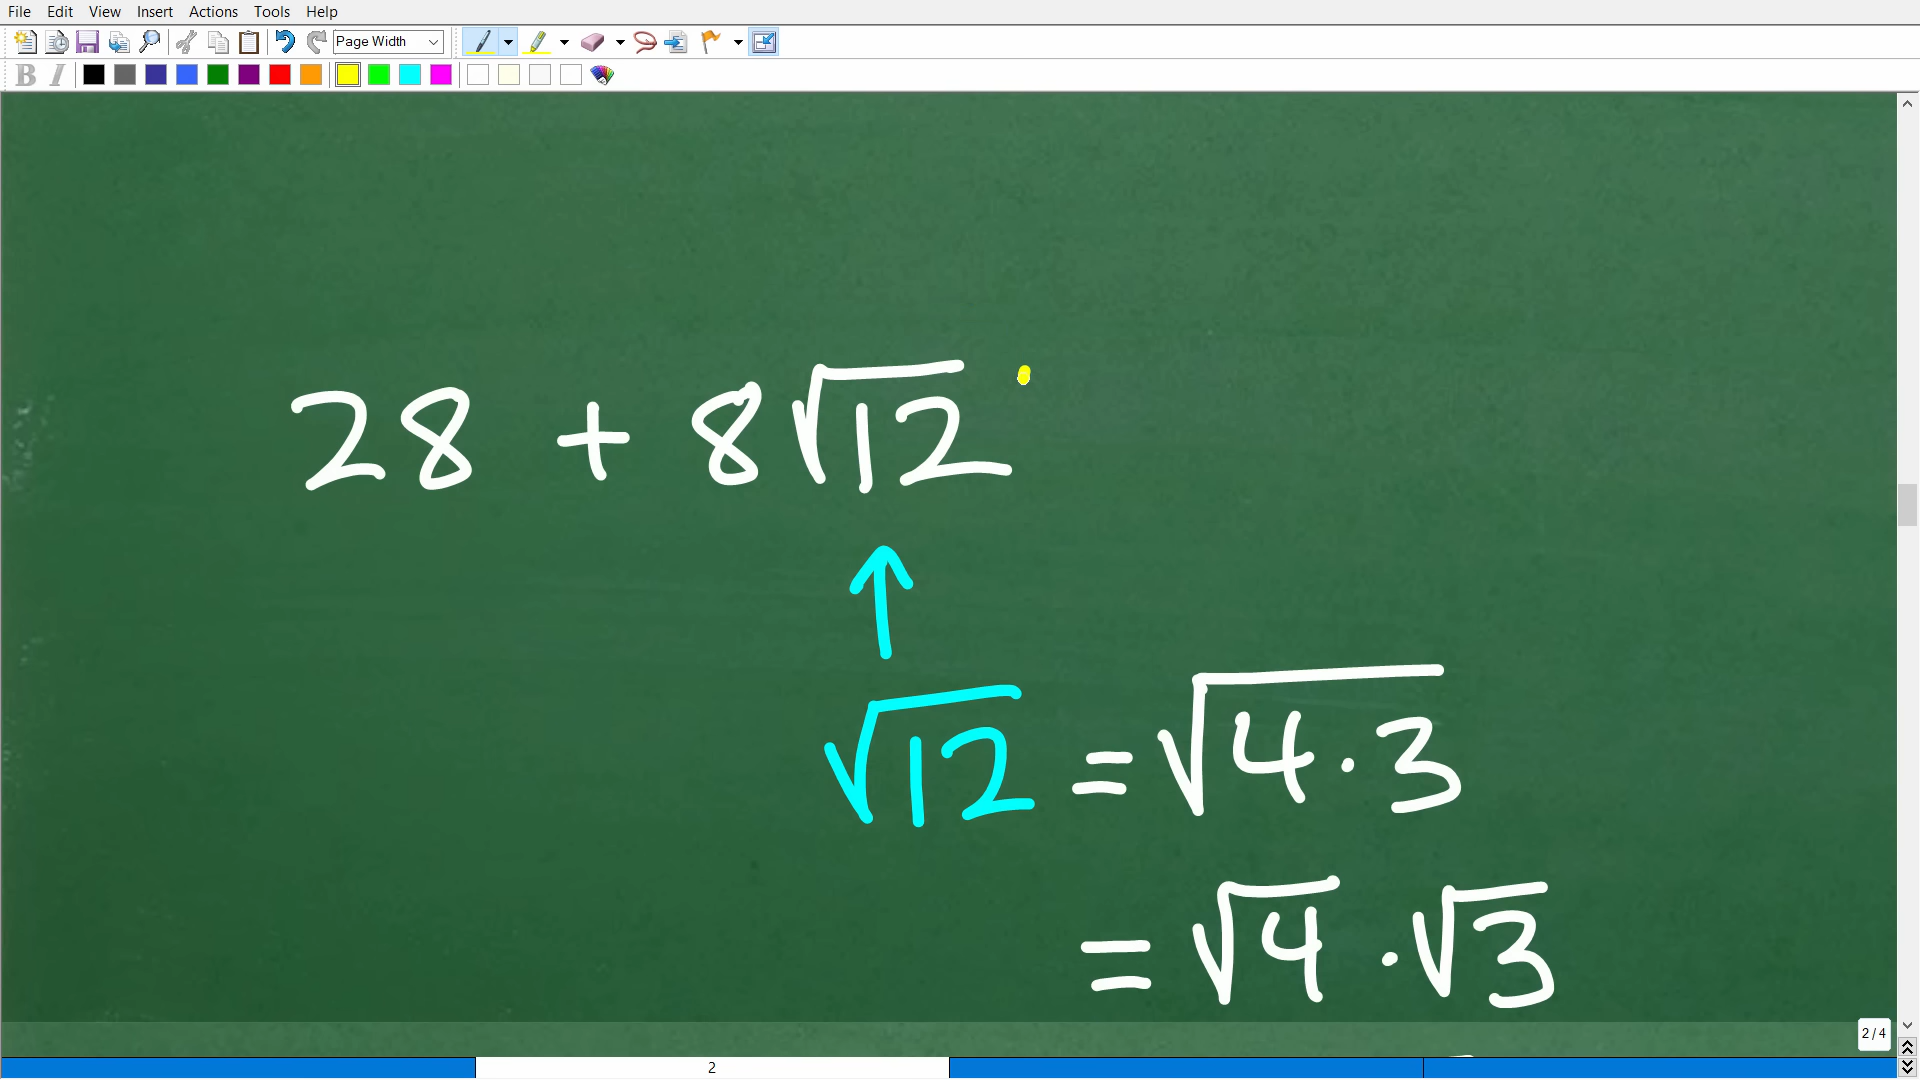 File Edit View Insert Actions Tools Help
Page Width
B I
28 + 8√12
↑
√12 = √4·3
= √4 · √3
2 / 4
2